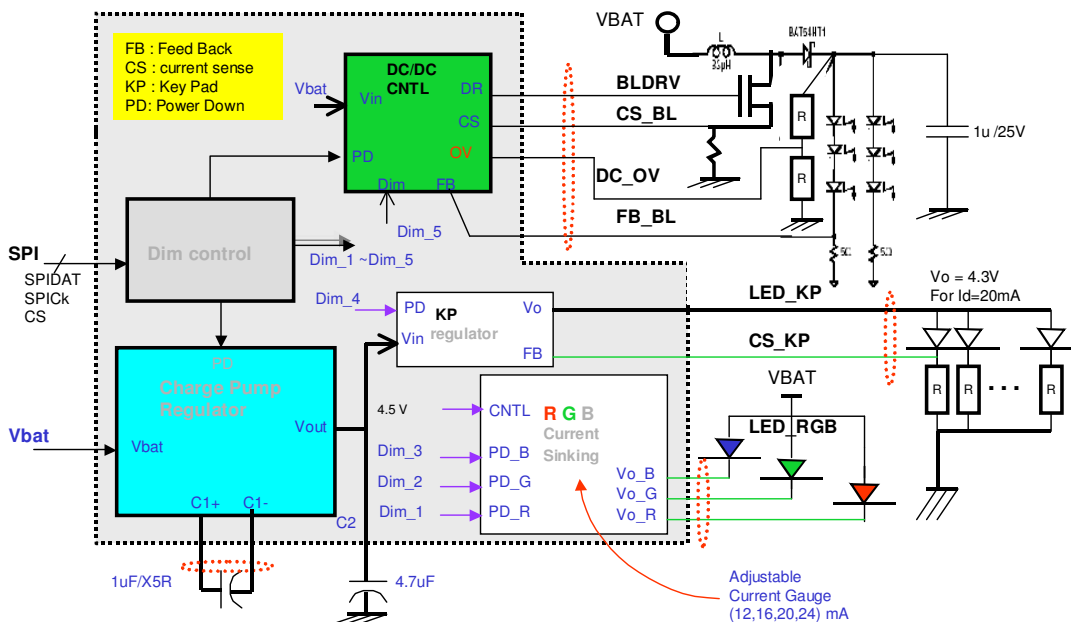 FB : Feed Back
CS : current sense
KP : Key Pad
PD: Power Down
DC/DC
CNTL
Vbat
Vin
DR
CS
PD
OV
Dim
FB
Dim_5
VBAT
L
BAT54HT1
BLDRV
CS_BL
DC_OV
FB_BL
R
R
1u /25V
5Ω
5Ω
SPI
SPIDAT
SPICk
CS
Dim control
Dim_1 ~Dim_5
Dim_4
PD
Vo
KP
regulator
Vin
FB
LED_KP
CS_KP
Vo = 4.3V
For Id=20mA
R
R
R
PD
Charge Pump
Regulator
Vout
Vbat
Vbat
C1+
C1-
C2
1uF/X5R
4.7uF
4.5 V
CNTL
R G B
Current
Sinking
Dim_3
PD_B
Dim_2
PD_G
Dim_1
PD_R
Vo_B
Vo_G
Vo_R
VBAT
LED_RGB
Adjustable
Current Gauge
(12,16,20,24) mA